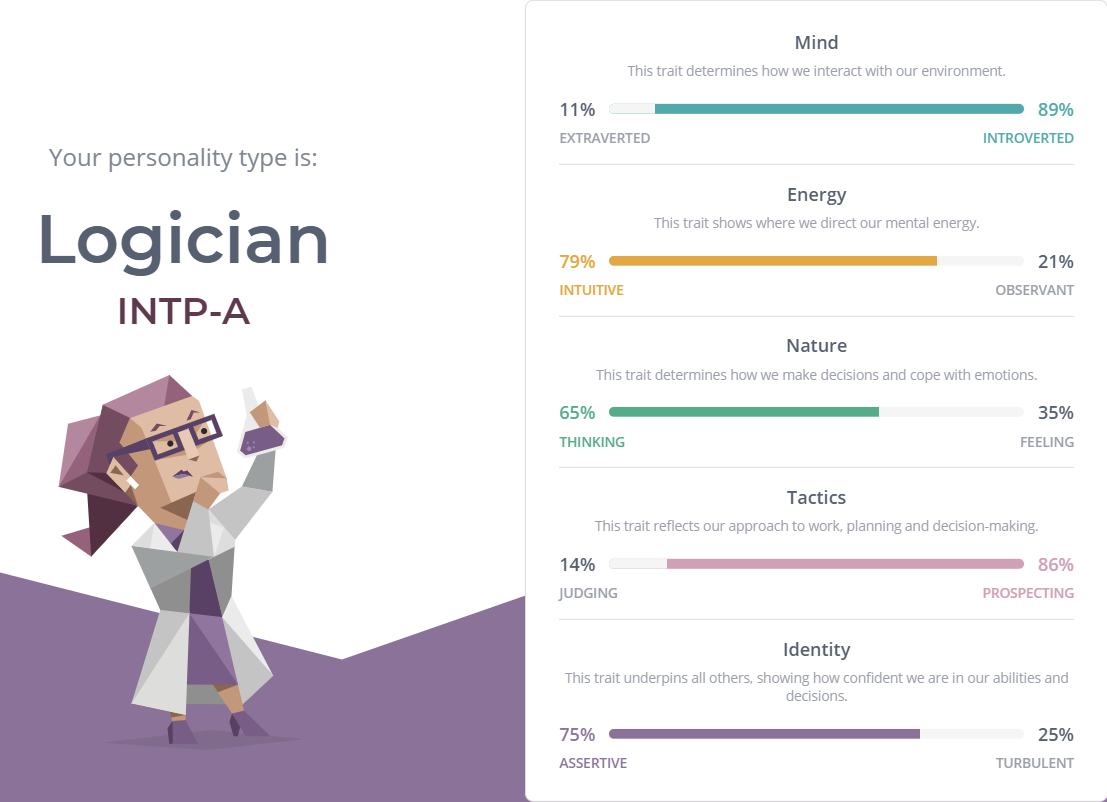 Your personality type is:
Logician
INTP-A
Mind
This trait determines how we interact with our environment.
11% 89%
EXTRAVERTED INTROVERTED
Energy
This trait shows where we direct our mental energy.
79% 21%
INTUITIVE OBSERVANT
Nature
This trait determines how we make decisions and cope with emotions.
65% 35%
THINKING FEELING
Tactics
This trait reflects our approach to work, planning and decision-making.
14% 86%
JUDGING PROSPECTING
Identity
This trait underpins all others, showing how confident we are in our abilities and
decisions.
75% 25%
ASSERTIVE TURBULENT